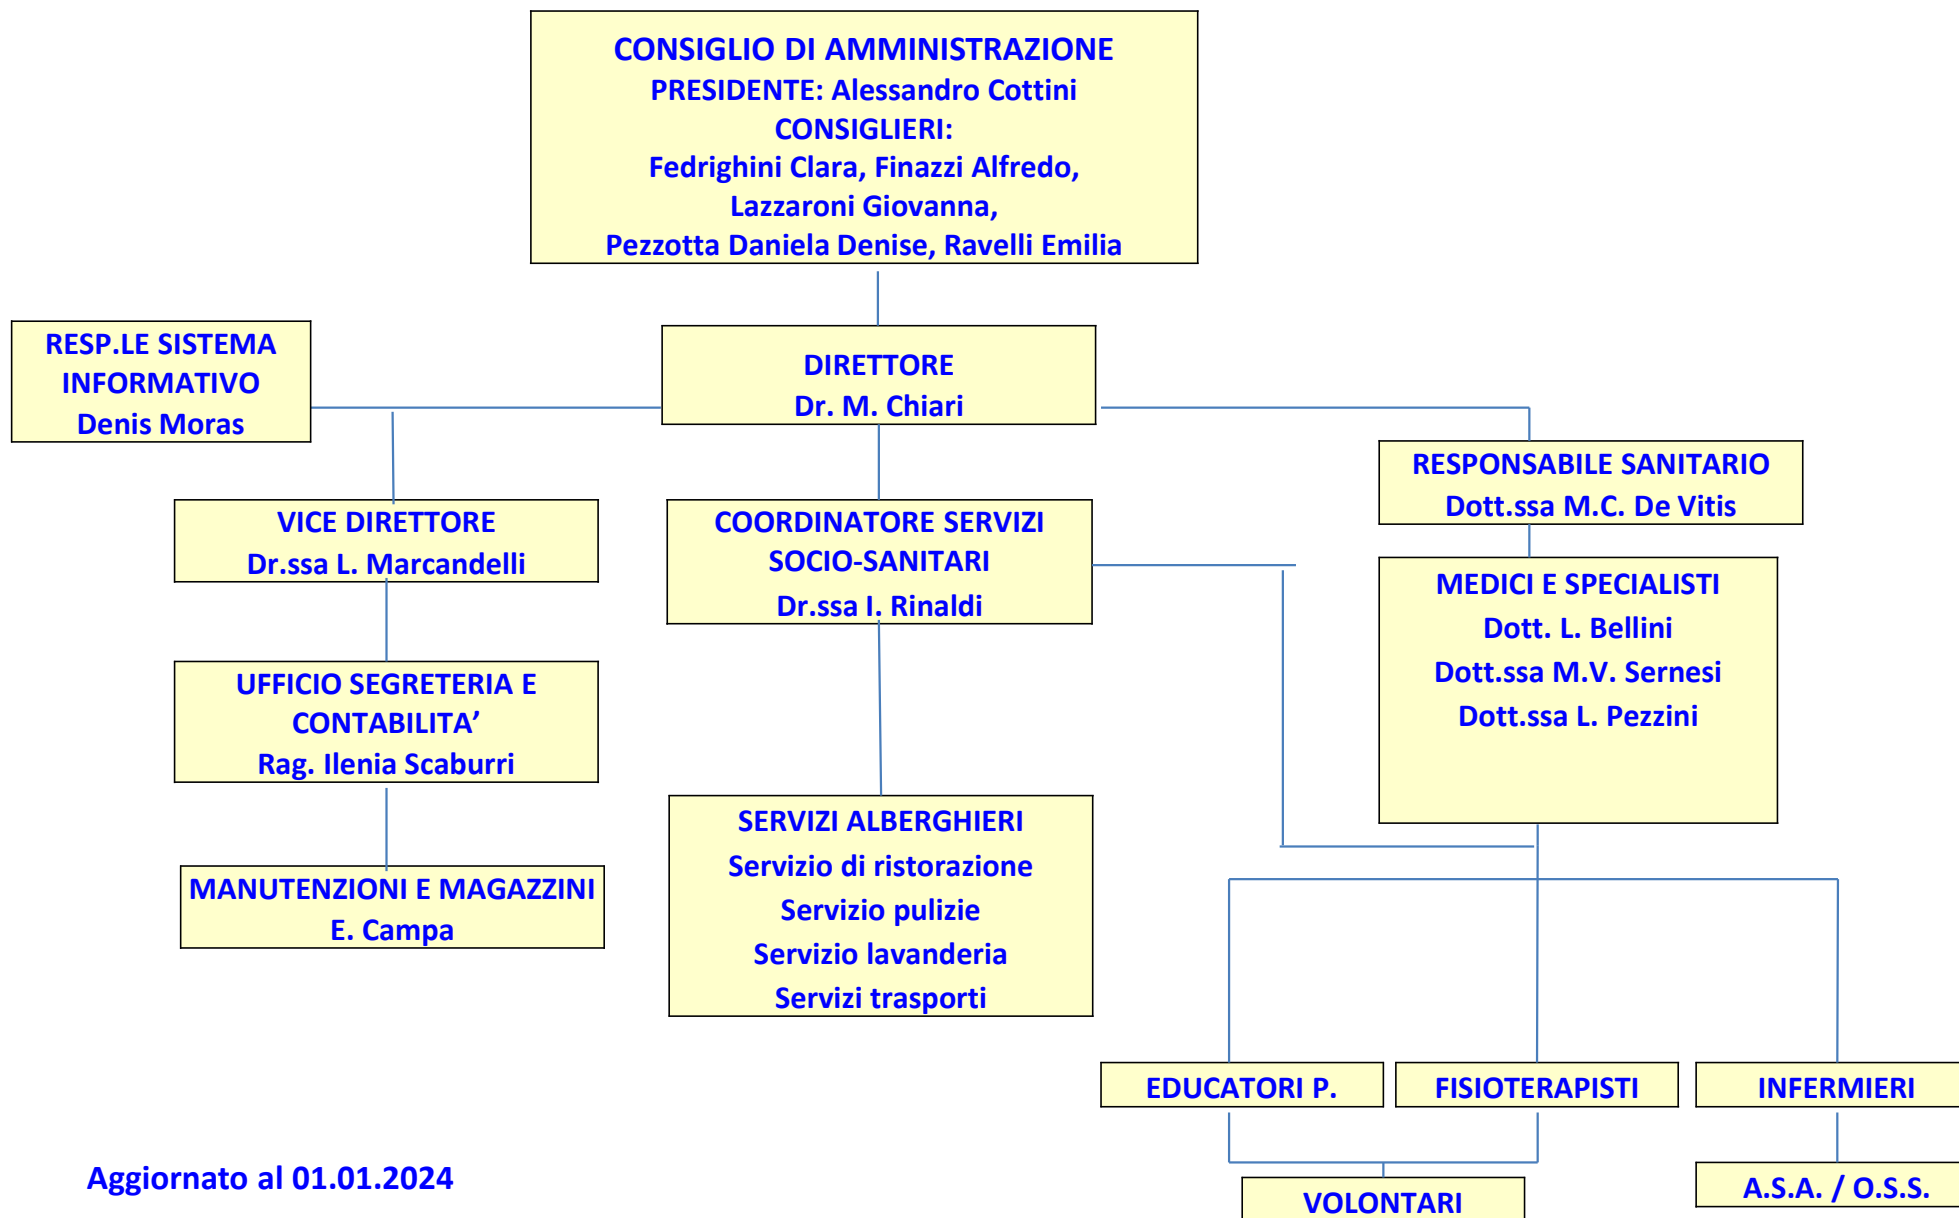 CONSIGLIO DI AMMINISTRAZIONE
PRESIDENTE: Alessandro Cottini
CONSIGLIERI:
Fedrighini Clara, Finazzi Alfredo,
Lazzaroni Giovanna,
Pezzotta Daniela Denise, Ravelli Emilia
RESP.LE SISTEMA
INFORMATIVO
Denis Moras
DIRETTORE
Dr. M. Chiari
RESPONSABILE SANITARIO
Dott.ssa M.C. De Vitis
VICE DIRETTORE
Dr.ssa L. Marcandelli
COORDINATORE SERVIZI
SOCIO-SANITARI
Dr.ssa I. Rinaldi
MEDICI E SPECIALISTI
Dott. L. Bellini
Dott.ssa M.V. Sernesi
Dott.ssa L. Pezzini
UFFICIO SEGRETERIA E
CONTABILITA’
Rag. Ilenia Scaburri
SERVIZI ALBERGHIERI
Servizio di ristorazione
Servizio pulizie
Servizio lavanderia
Servizi trasporti
MANUTENZIONI E MAGAZZINI
E. Campa
EDUCATORI P.
FISIOTERAPISTI
INFERMIERI
Aggiornato al 01.01.2024
VOLONTARI
A.S.A. / O.S.S.